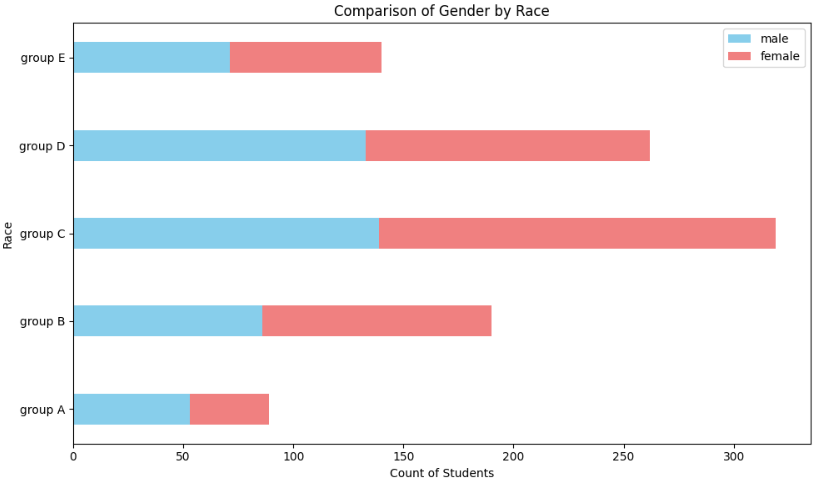 Comparison of Gender by Race
male
female
group E
group D
group C
group B
group A
Race
0 50 100 150 200 250 300
Count of Students